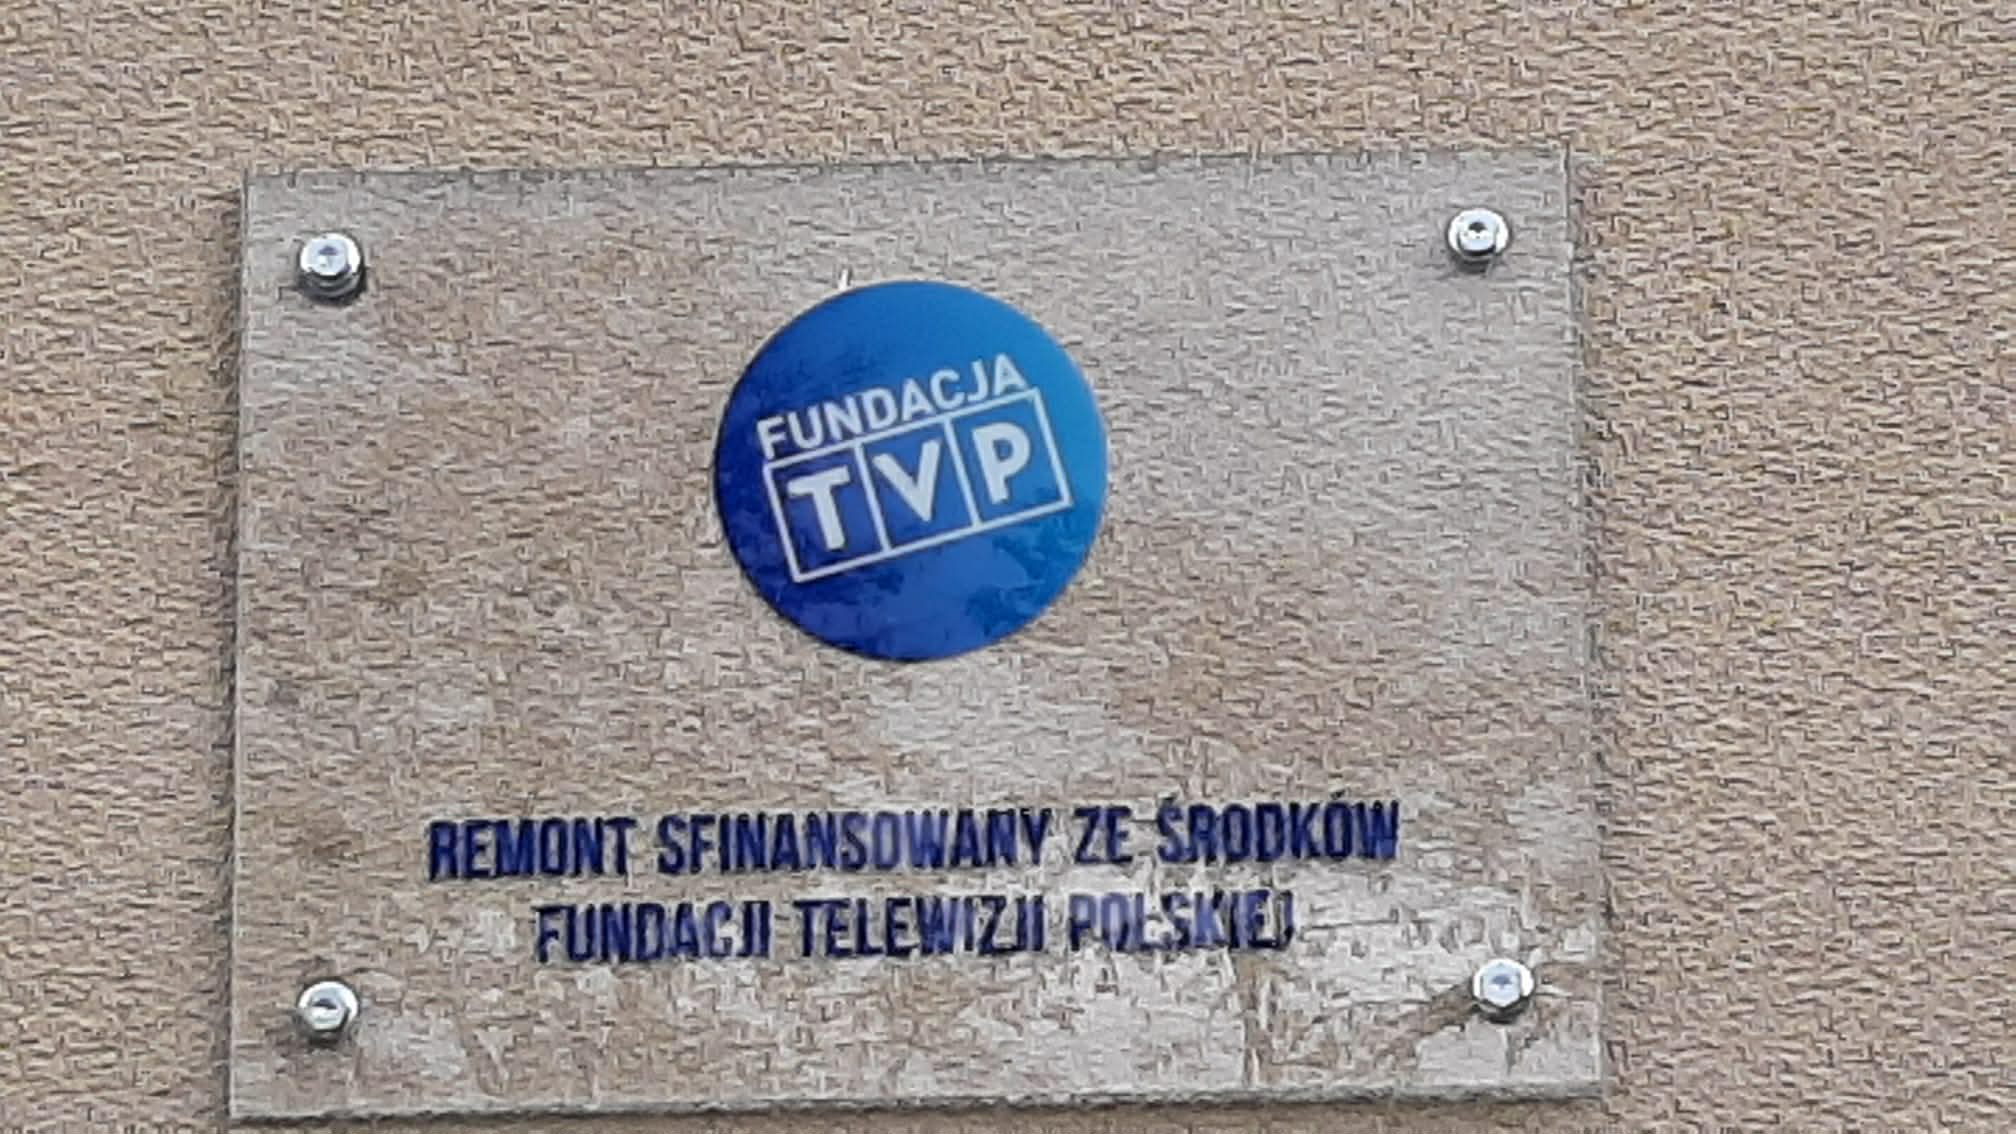 FUNDACJA
TVP
REMONT SFINANSOWANY ZE ŚRODKÓW
FUNDACJI TELEWIZJI POLSKIEJ